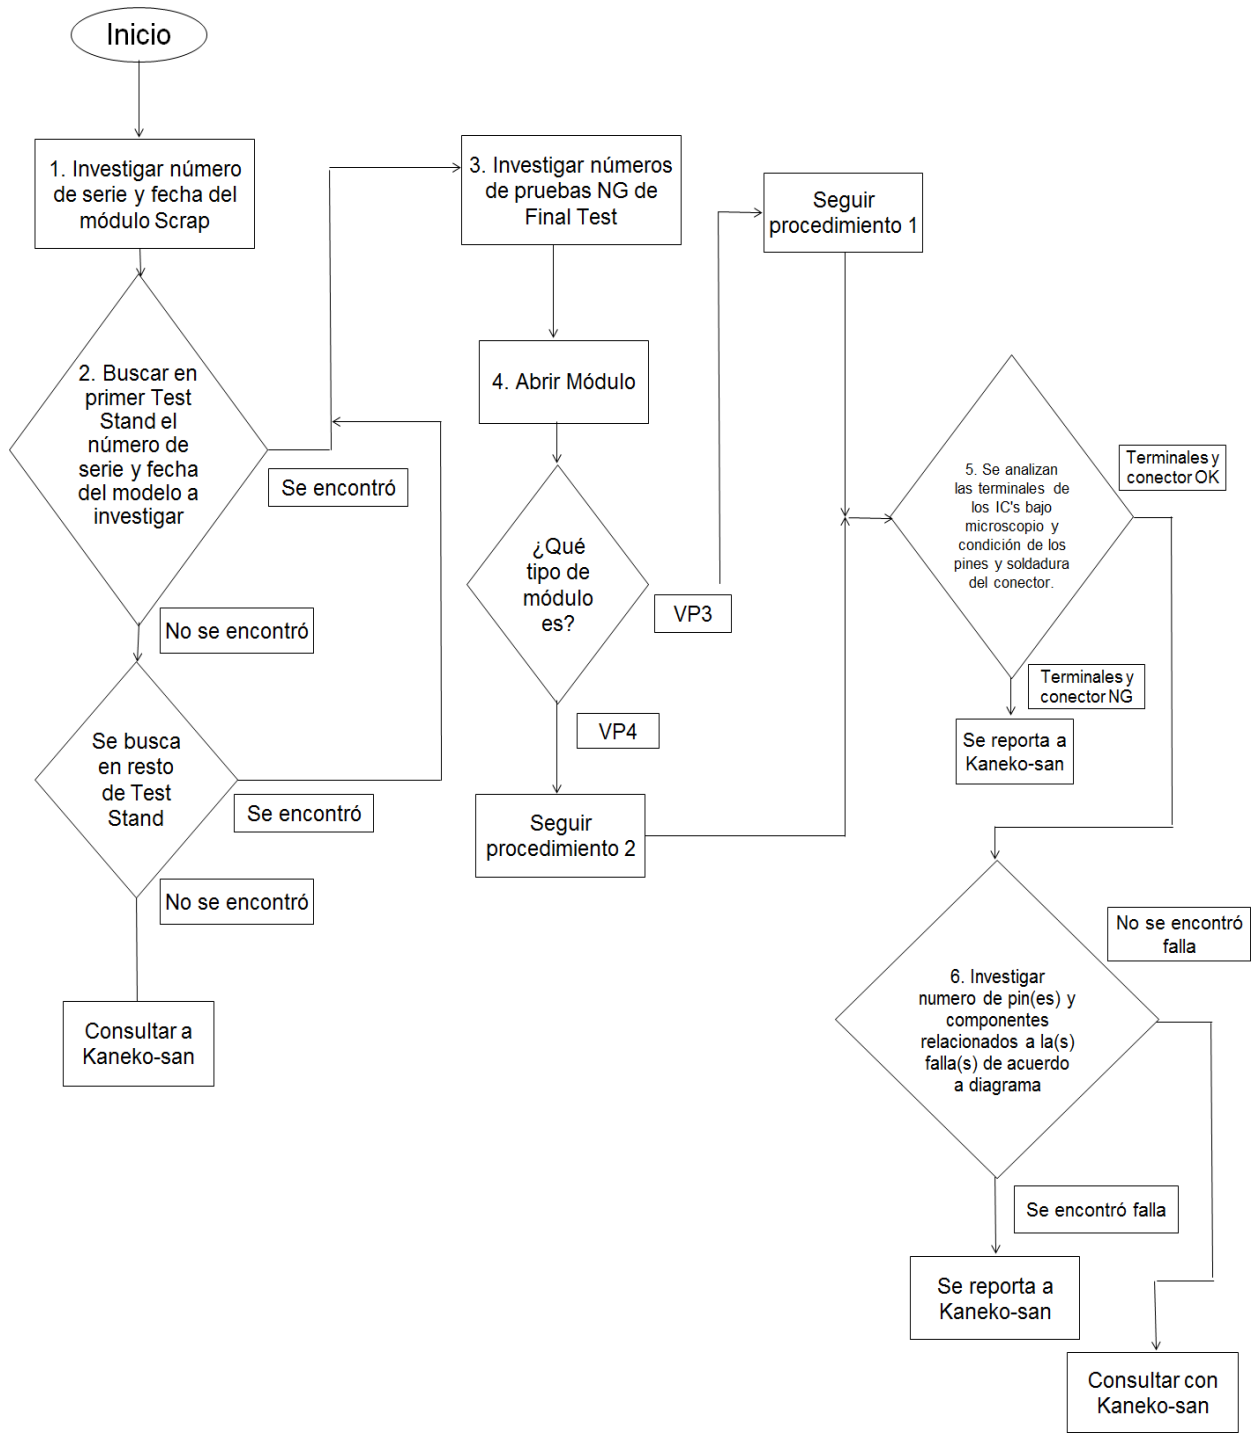 Inicio
1. Investigar número
de serie y fecha del
módulo Scrap
2. Buscar en
primer Test
Stand el
número de
serie y fecha
del modelo a
investigar
Se encontró
No se encontró
Se busca
en resto
de Test
Stand
Se encontró
No se encontró
Consultar a
Kaneko-san
3. Investigar números
de pruebas NG de
Final Test
4. Abrir Módulo
¿Qué
tipo de
módulo
es?
VP3
VP4
Seguir
procedimiento 1
Seguir
procedimiento 2
5. Se analizan
las terminales de
los IC's bajo
microscopio y
condición de los
pines y soldadura
del conector.
Terminales y
conector OK
Terminales y
conector NG
Se reporta a
Kaneko-san
6. Investigar
numero de pin(es) y
componentes
relacionados a la(s)
falla(s) de acuerdo
a diagrama
No se encontró
falla
Se encontró falla
Se reporta a
Kaneko-san
Consultar con
Kaneko-san